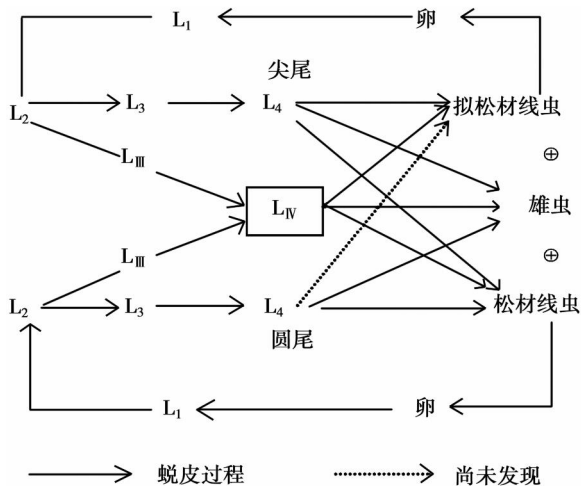 L₁ 卵
尖尾
L₂ L₃ L₄ 拟松材线虫
LⅢ ⊕
LⅣ 雄虫
LⅢ ⊕
L₂ L₃ L₄ 松材线虫
圆尾
L₁ 卵
蜕皮过程 尚未发现